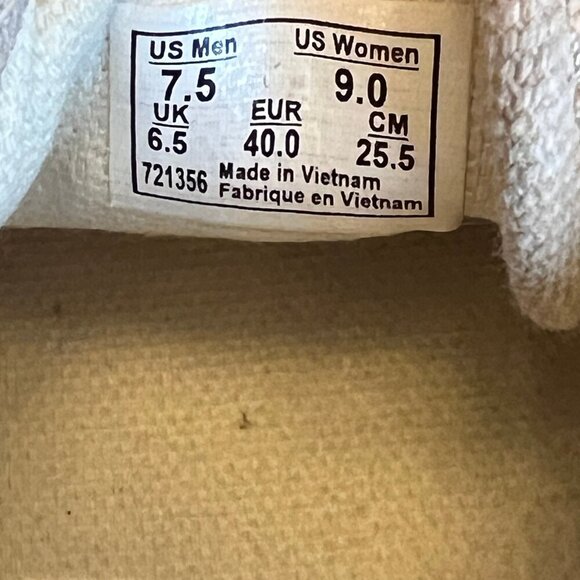 US Men US Women
7.5 9.0
UK EUR CM
6.5 40.0 25.5
721356 Made in Vietnam
Fabrique en Vietnam